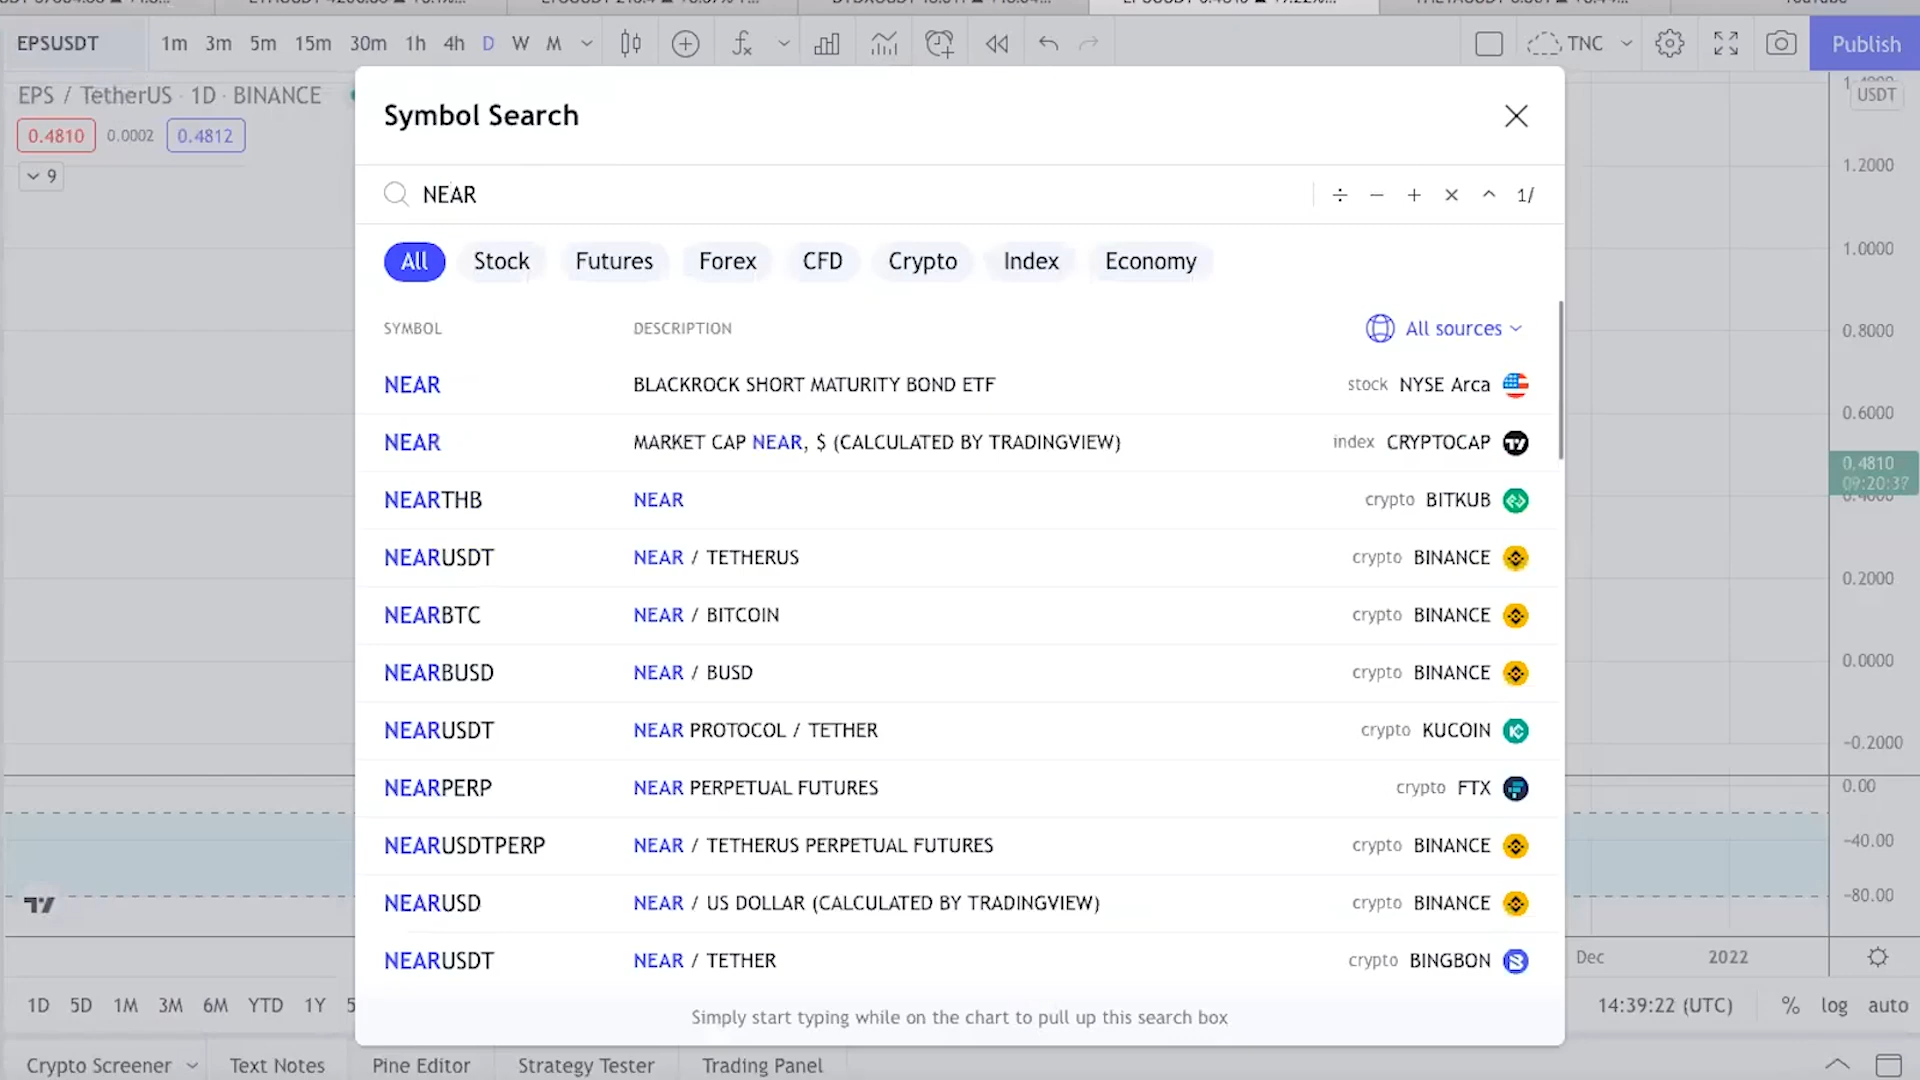 EPSUSDT 1m 3m 5m 15m 30m 1h 4h D W M TNC Publish
EPS / TetherUS · 1D · BINANCE
0.4810 0.0002 0.4812
9
Symbol Search
NEAR 1/
All Stock Futures Forex CFD Crypto Index Economy
SYMBOL DESCRIPTION All sources
NEAR BLACKROCK SHORT MATURITY BOND ETF stock NYSE Arca
NEAR MARKET CAP NEAR, $ (CALCULATED BY TRADINGVIEW) index CRYPTOCAP
NEARTHB NEAR crypto BITKUB
NEARUSDT NEAR / TETHERUS crypto BINANCE
NEARBTC NEAR / BITCOIN crypto BINANCE
NEARBUSD NEAR / BUSD crypto BINANCE
NEARUSDT NEAR PROTOCOL / TETHER crypto KUCOIN
NEARPERP NEAR PERPETUAL FUTURES crypto FTX
NEARUSDTPERP NEAR / TETHERUS PERPETUAL FUTURES crypto BINANCE
NEARUSD NEAR / US DOLLAR (CALCULATED BY TRADINGVIEW) crypto BINANCE
NEARUSDT NEAR / TETHER crypto BINGBON
Simply start typing while on the chart to pull up this search box
USDT
1.2000
1.0000
0.8000
0.6000
0.4810
09:20:37
0.2000
0.0000
-0.2000
0.00
-40.00
-80.00
Dec 2022
1D 5D 1M 3M 6M YTD 1Y 5 14:39:22 (UTC) % log auto
Crypto Screener Text Notes Pine Editor Strategy Tester Trading Panel